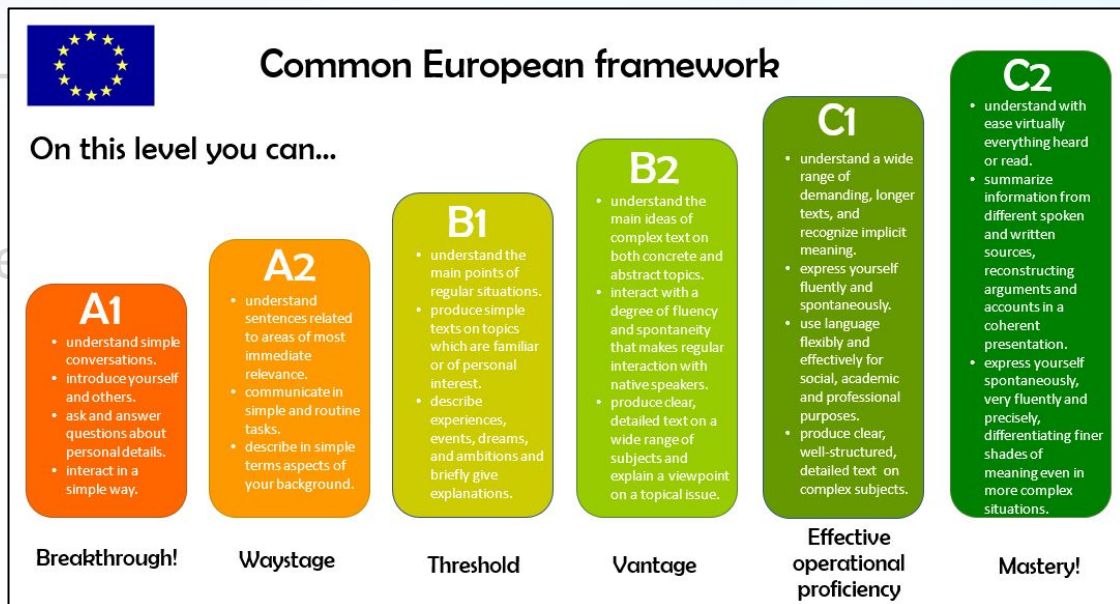 Common European framework
On this level you can...
A1
• understand simple
conversations.
• introduce yourself
and others.
• ask and answer
questions about
personal details.
• interact in a
simple way.
Breakthrough!
A2
• understand
sentences related
to areas of most
immediate
relevance.
• communicate in
simple and routine
tasks.
• describe in simple
terms aspects of
your background.
Waystage
B1
• understand the
main points of
regular situations.
• produce simple
texts on topics
which are familiar
or of personal
interest.
• describe
experiences,
events, dreams,
and ambitions and
briefly give
explanations.
Threshold
B2
• understand the
main ideas of
complex text on
both concrete and
abstract topics.
• interact with a
degree of fluency
and spontaneity
that makes regular
interaction with
native speakers.
• produce clear,
detailed text on a
wide range of
subjects and
explain a viewpoint
on a topical issue.
Vantage
C1
• understand a wide
range of
demanding, longer
texts, and
recognize implicit
meaning.
• express yourself
fluently and
spontaneously.
• use language
flexibly and
effectively for
social, academic
and professional
purposes.
• produce clear,
well-structured,
detailed text on
complex subjects.
Effective
operational
proficiency
C2
• understand with
ease virtually
everything heard
or read.
• summarize
information from
different spoken
and written
sources,
reconstructing
arguments and
accounts in a
coherent
presentation.
• express yourself
spontaneously,
very fluently and
precisely,
differentiating finer
shades of
meaning even in
more complex
situations.
Mastery!